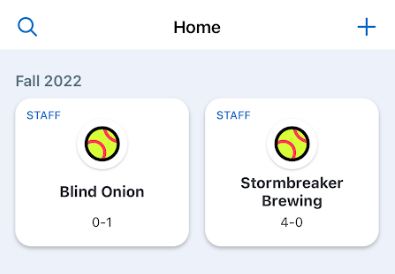 Home
Fall 2022
STAFF
Blind Onion
0-1
STAFF
Stormbreaker
Brewing
4-0